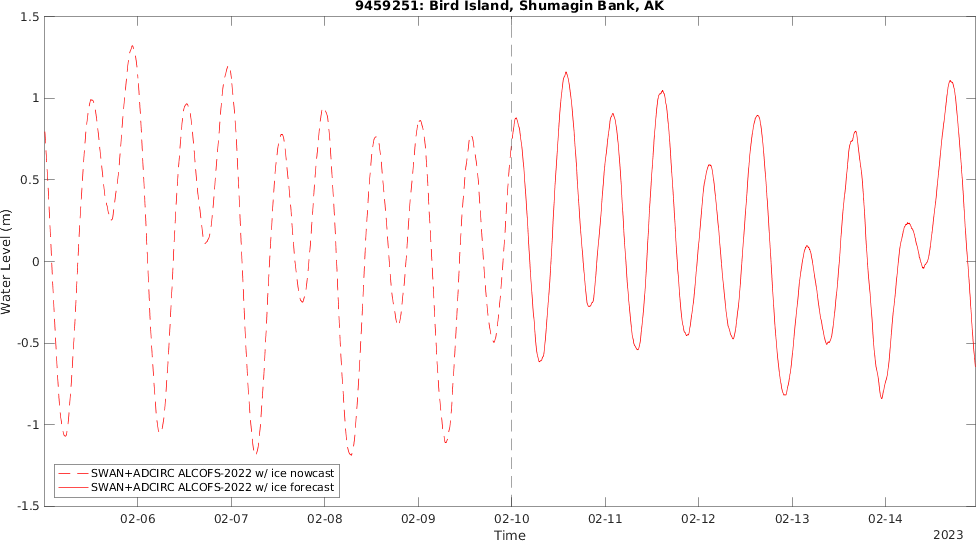 9459251: Bird Island, Shumagin Bank, AK
1.5
1
0.5
0
-0.5
-1
-1.5
Water Level (m)
SWAN+ADCIRC ALCOFS-2022 w/ ice nowcast
SWAN+ADCIRC ALCOFS-2022 w/ ice forecast
02-06 02-07 02-08 02-09 02-10 02-11 02-12 02-13 02-14
Time
2023